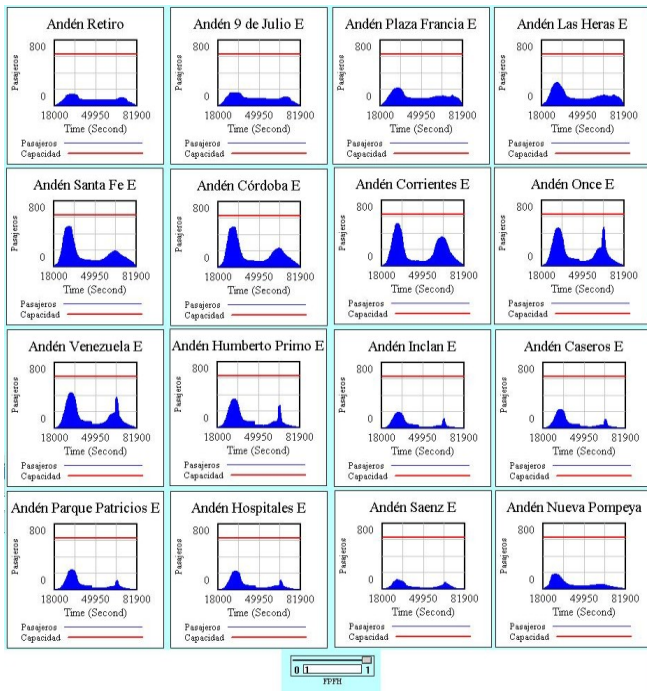 Andén Retiro
800
Pasajeros
0
18000 49950 81900
Time (Second)
Pasajeros
Capacidad
Andén 9 de Julio E
800
Pasajeros
0
18000 49950 81900
Time (Second)
Pasajeros
Capacidad
Andén Plaza Francia E
800
Pasajeros
0
18000 49950 81900
Time (Second)
Pasajeros
Capacidad
Andén Las Heras E
800
Pasajeros
0
18000 49950 81900
Time (Second)
Pasajeros
Capacidad
Andén Santa Fe E
800
Pasajeros
0
18000 49950 81900
Time (Second)
Pasajeros
Capacidad
Andén Córdoba E
800
Pasajeros
0
18000 49950 81900
Time (Second)
Pasajeros
Capacidad
Andén Corrientes E
800
Pasajeros
0
18000 49950 81900
Time (Second)
Pasajeros
Capacidad
Andén Once E
800
Pasajeros
0
18000 49950 81900
Time (Second)
Pasajeros
Capacidad
Andén Venezuela E
800
Pasajeros
0
18000 49950 81900
Time (Second)
Pasajeros
Capacidad
Andén Humberto Primo E
800
Pasajeros
0
18000 49950 81900
Time (Second)
Pasajeros
Capacidad
Andén Inclan E
800
Pasajeros
0
18000 49950 81900
Time (Second)
Pasajeros
Capacidad
Andén Caseros E
800
Pasajeros
0
18000 49950 81900
Time (Second)
Pasajeros
Capacidad
Andén Parque Patricios E
800
Pasajeros
0
18000 49950 81900
Time (Second)
Pasajeros
Capacidad
Andén Hospitales E
800
Pasajeros
0
18000 49950 81900
Time (Second)
Pasajeros
Capacidad
Andén Saenz E
800
Pasajeros
0
18000 49950 81900
Time (Second)
Pasajeros
Capacidad
Andén Nueva Pompeya
800
Pasajeros
0
18000 49950 81900
Time (Second)
Pasajeros
Capacidad
0 1 1
FPFH